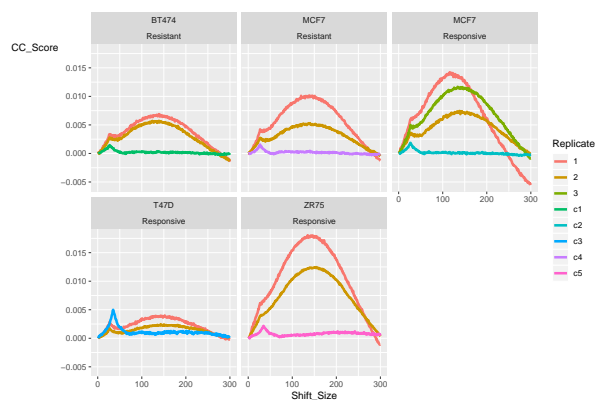 BT474
MCF7
MCF7
Resistant
Resistant
Responsive
CC_Score
0.015
0.010
0.005
0.000
−0.005
0
100
200
300
T47D
ZR75
Responsive
Responsive
0.015
0.010
0.005
0.000
−0.005
0
100
200
300
0
100
200
300
Shift_Size
Replicate
1
2
3
c1
c2
c3
c4
c5